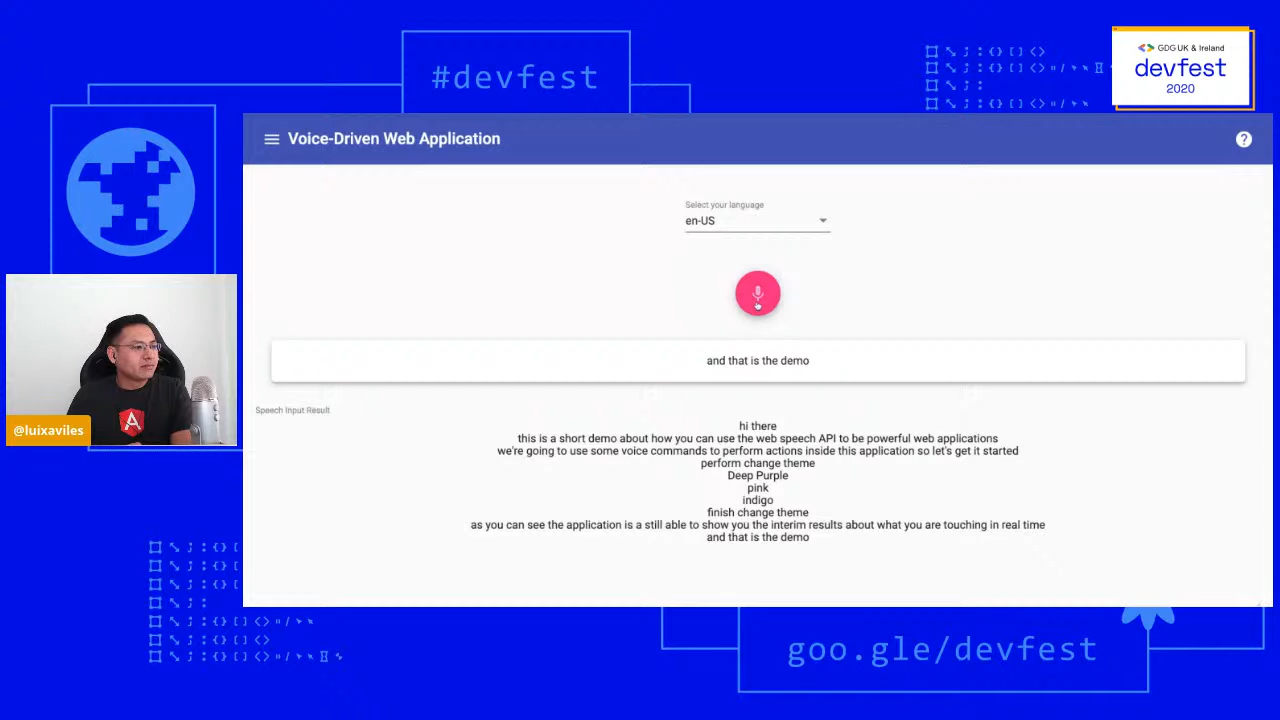 #devfest
GDG UK & Ireland
devfest
2020
Voice-Driven Web Application
?
Select your language
en-US
and that is the demo
@luixaviles
Speech Input Result
hi there
this is a short demo about how you can use the web speech API to be powerful web applications
we're going to use some voice commands to perform actions inside this application so let's get it started
perform change theme
Deep Purple
pink
indigo
finish change theme
as you can see the application is a still able to show you the interim results about what you are touching in real time
and that is the demo
goo.gle/devfest